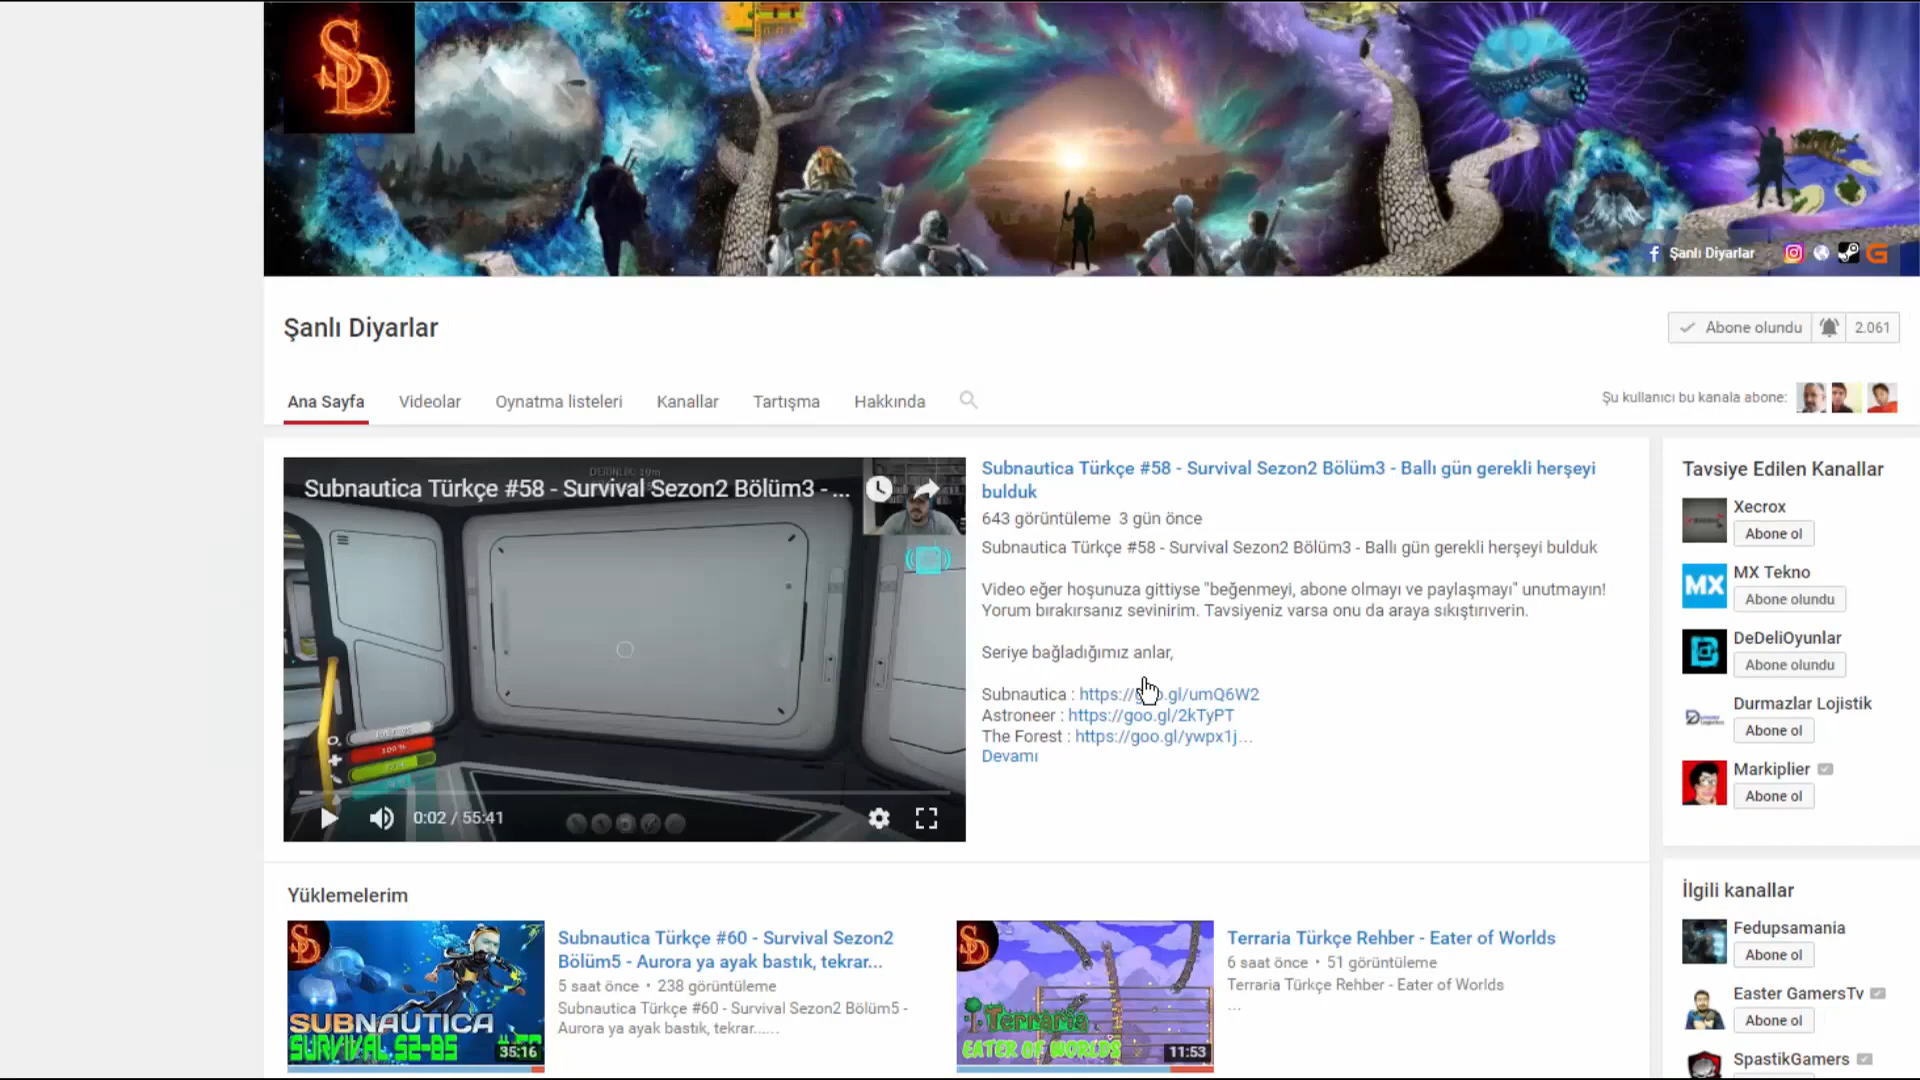 SD
Şanlı Diyarlar
Şanlı Diyarlar
Abone olundu
2.061
Ana Sayfa
Videolar
Oynatma listeleri
Kanallar
Tartışma
Hakkında
Şu kullanıcı bu kanala abone:
Subnautica Türkçe #58 - Survival Sezon2 Bölüm3 - ...
100 %
0:02 / 55:41
Subnautica Türkçe #58 - Survival Sezon2 Bölüm3 - Ballı gün gerekli herşeyi
bulduk
643 görüntüleme 3 gün önce
Subnautica Türkçe #58 - Survival Sezon2 Bölüm3 - Ballı gün gerekli herşeyi bulduk
Video eğer hoşunuza gittiyse "beğenmeyi, abone olmayı ve paylaşmayı" unutmayın!
Yorum bırakırsanız sevinirim. Tavsiyeniz varsa onu da araya sıkıştırıverin.
Seriye bağladığımız anlar,
Subnautica : https://goo.gl/umQ6W2
Astroneer : https://goo.gl/2kTyPT
The Forest : https://goo.gl/ywpx1j...
Devamı
Tavsiye Edilen Kanallar
Xecrox
Abone ol
MX
MX Tekno
Abone olundu
DeDeliOyunlar
Abone olundu
Durmazlar Lojistik
Abone ol
Markiplier
Abone ol
Yüklemelerim
SD
SUBNAUTICA
SURVIVAL S2-B5
35:16
Subnautica Türkçe #60 - Survival Sezon2
Bölüm5 - Aurora ya ayak bastık, tekrar...
5 saat önce • 238 görüntüleme
Subnautica Türkçe #60 - Survival Sezon2 Bölüm5 -
Aurora ya ayak bastık, tekrar......
SD
Terraria
EATER OF WORLDS
11:53
Terraria Türkçe Rehber - Eater of Worlds
6 saat önce • 51 görüntüleme
Terraria Türkçe Rehber - Eater of Worlds
...
İlgili kanallar
Fedupsamania
Abone ol
Easter GamersTv
Abone ol
SpastikGamers